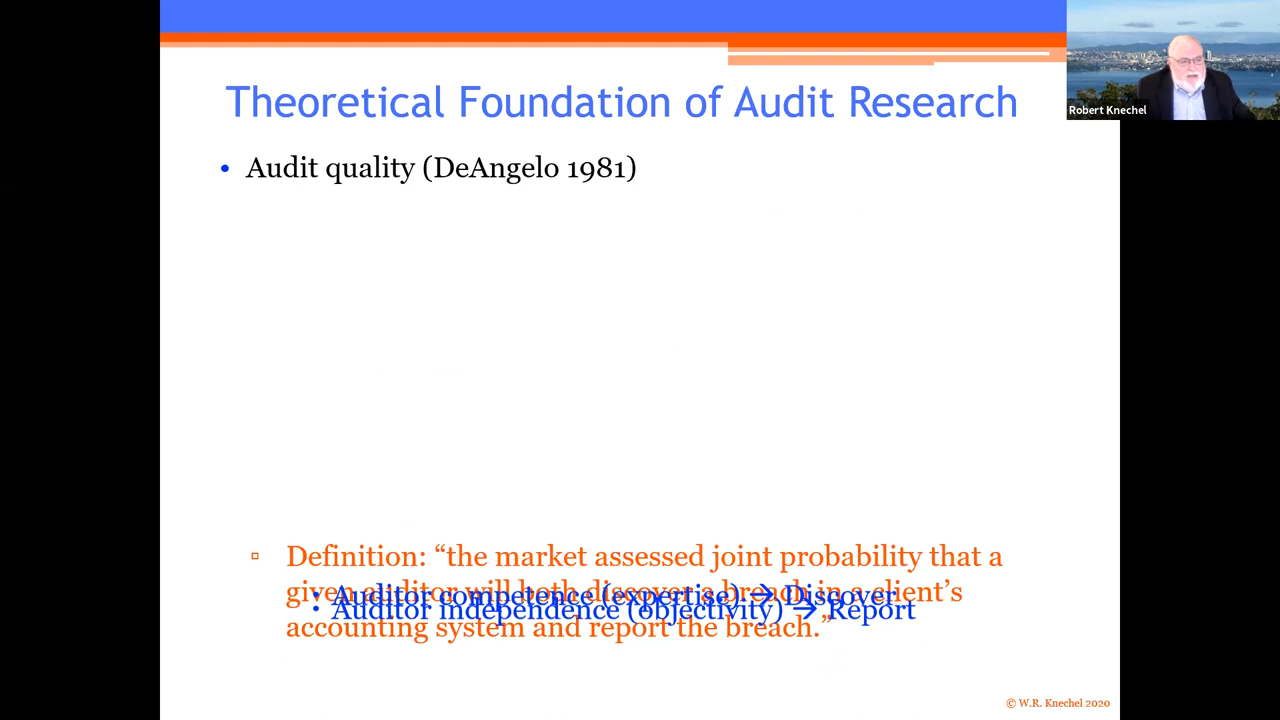 Theoretical Foundation of Audit Research
Robert Knechel
• Audit quality (DeAngelo 1981)
▫ Definition: “the market assessed joint probability that a
given auditor will both discover a breach in a client’s
accounting system and report the breach.”
• Auditor competence (expertise) → Discover
• Auditor independence (objectivity) → Report
© W.R. Knechel 2020